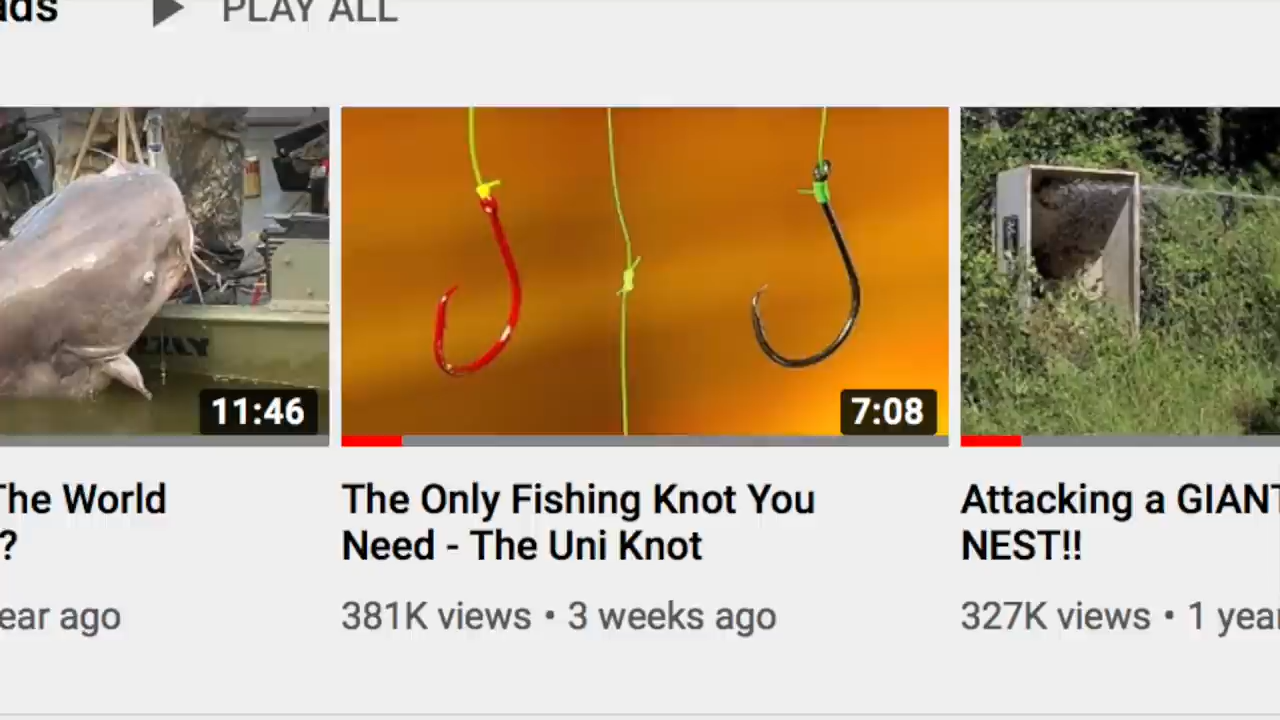 ads PLAY ALL
11:46
7:08
The World
?
ear ago
The Only Fishing Knot You
Need - The Uni Knot
381K views • 3 weeks ago
Attacking a GIANT
NEST!!
327K views • 1 year